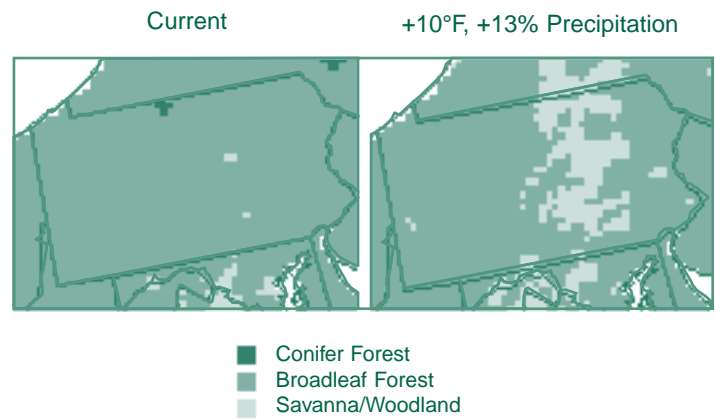 Current
+10°F, +13% Precipitation
Conifer Forest
Broadleaf Forest
Savanna/Woodland